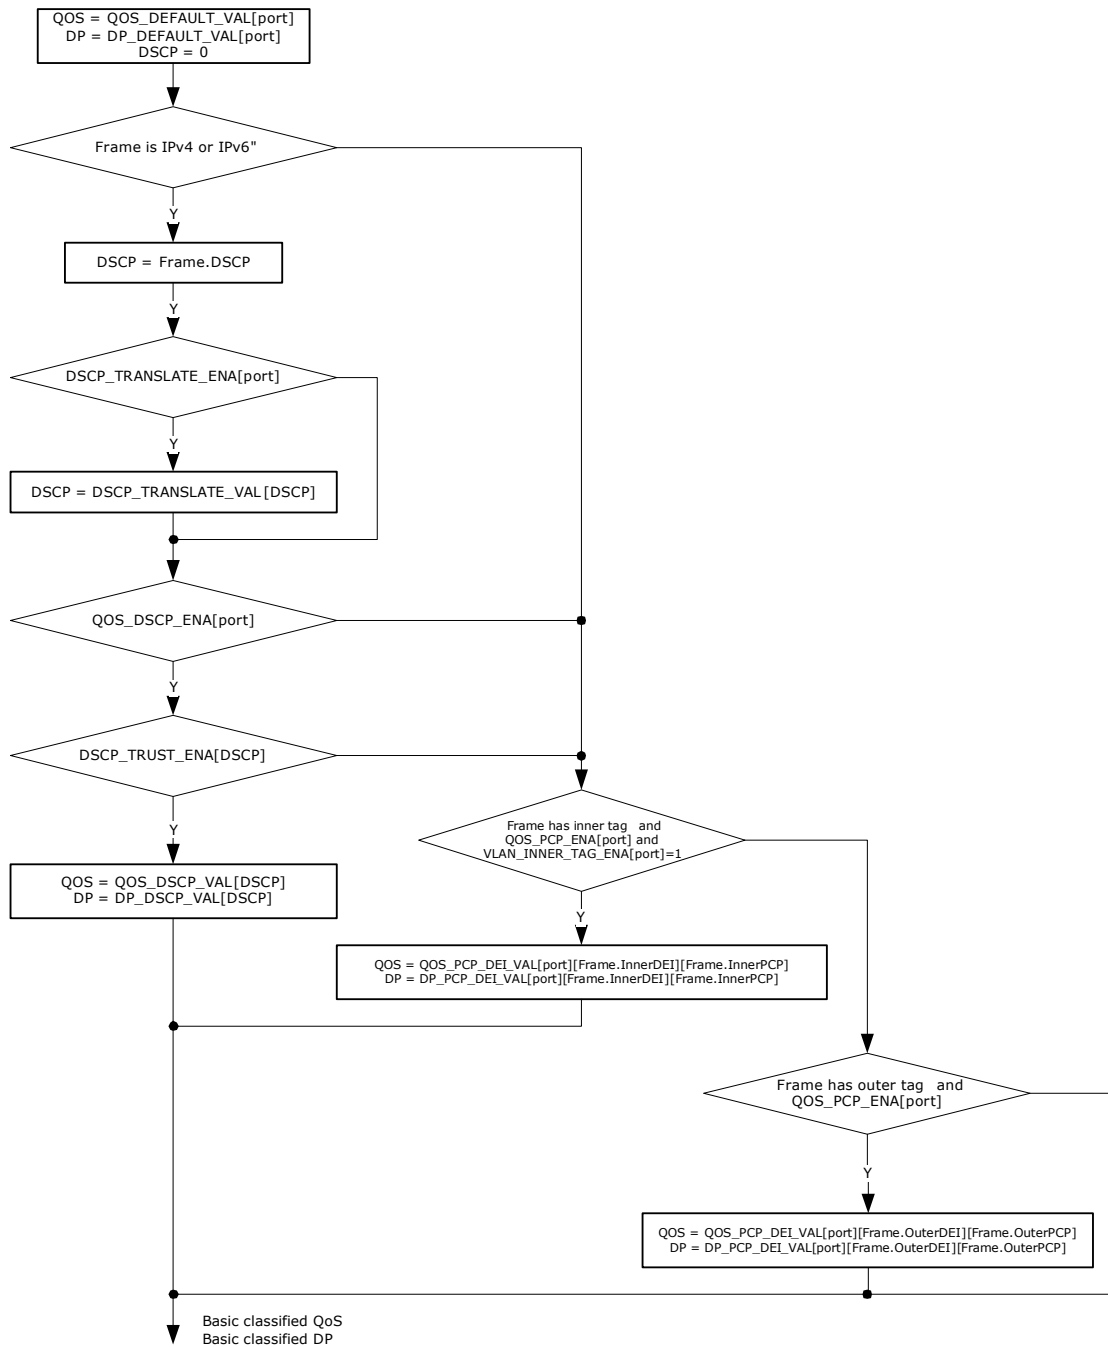 QOS = QOS_DEFAULT_VAL[port]
DP = DP_DEFAULT_VAL[port]
DSCP = 0
Frame is IPv4 or IPv6"
Y
DSCP = Frame.DSCP
Y
DSCP_TRANSLATE_ENA[port]
Y
DSCP = DSCP_TRANSLATE_VAL[DSCP]
QOS_DSCP_ENA[port]
Y
DSCP_TRUST_ENA[DSCP]
Y
QOS = QOS_DSCP_VAL[DSCP]
DP = DP_DSCP_VAL[DSCP]
Frame has inner tag and
QOS_PCP_ENA[port] and
VLAN_INNER_TAG_ENA[port]=1
Y
QOS = QOS_PCP_DEI_VAL[port][Frame.InnerDEI][Frame.InnerPCP]
DP = DP_PCP_DEI_VAL[port][Frame.InnerDEI][Frame.InnerPCP]
Frame has outer tag and
QOS_PCP_ENA[port]
Y
QOS = QOS_PCP_DEI_VAL[port][Frame.OuterDEI][Frame.OuterPCP]
DP = DP_PCP_DEI_VAL[port][Frame.OuterDEI][Frame.OuterPCP]
Basic classified QoS
Basic classified DP